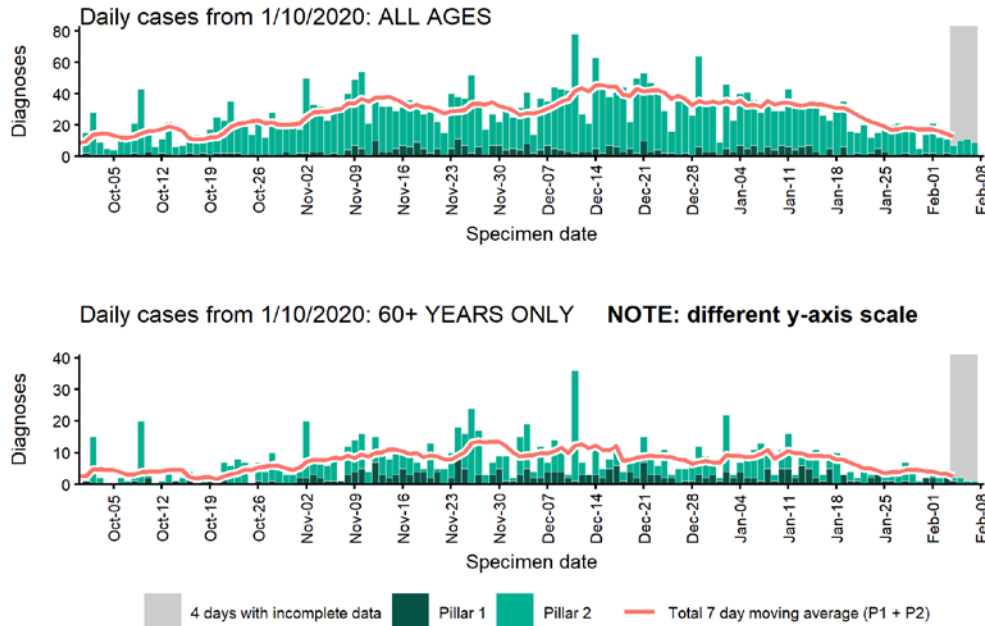 Daily cases from 1/10/2020: ALL AGES
80
60
40
20
0
Diagnoses
Oct-05
Oct-12
Oct-19
Oct-26
Nov-02
Nov-09
Nov-16
Nov-23
Nov-30
Dec-07
Dec-14
Dec-21
Dec-28
Jan-04
Jan-11
Jan-18
Jan-25
Feb-01
Feb-08
Specimen date
Daily cases from 1/10/2020: 60+ YEARS ONLY NOTE: different y-axis scale
40
30
20
10
0
Diagnoses
Oct-05
Oct-12
Oct-19
Oct-26
Nov-02
Nov-09
Nov-16
Nov-23
Nov-30
Dec-07
Dec-14
Dec-21
Dec-28
Jan-04
Jan-11
Jan-18
Jan-25
Feb-01
Feb-08
Specimen date
4 days with incomplete data Pillar 1 Pillar 2 Total 7 day moving average (P1 + P2)